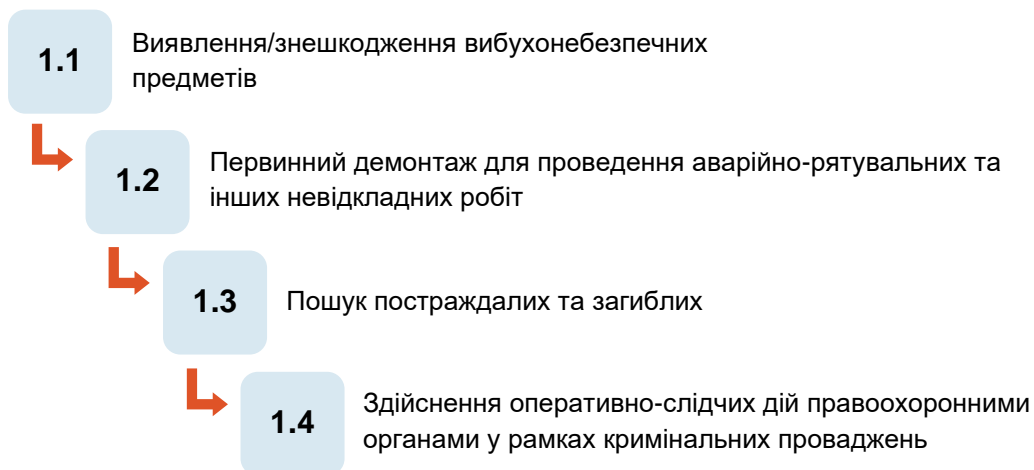 1.1
Виявлення/знешкодження вибухонебезпечних
предметів
1.2
Первинний демонтаж для проведення аварійно-рятувальних та
інших невідкладних робіт
1.3
Пошук постраждалих та загиблих
1.4
Здійснення оперативно-слідчих дій правоохоронними
органами у рамках кримінальних проваджень